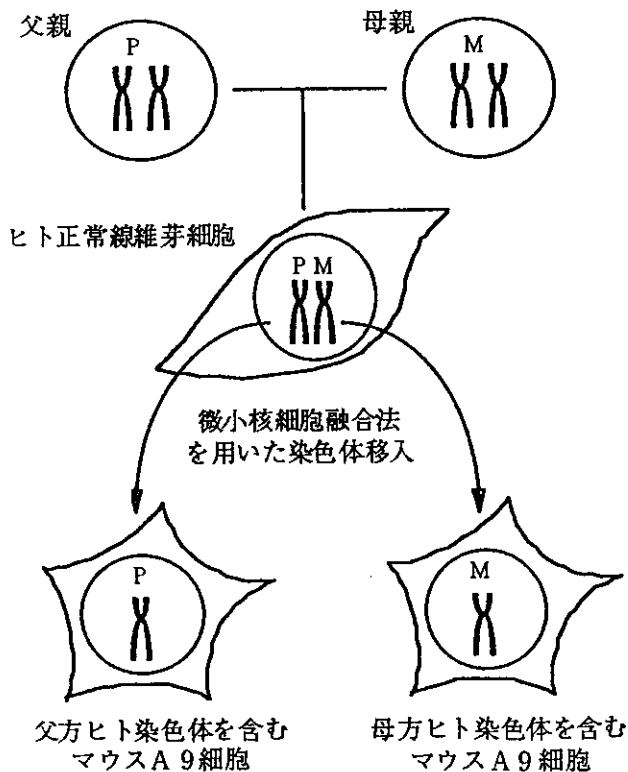 父親
母親
P
M
ヒト正常線維芽細胞
P M
微小核細胞融合法
を用いた染色体移入
P
M
父方ヒト染色体を含む
マウスA9細胞
母方ヒト染色体を含む
マウスA9細胞